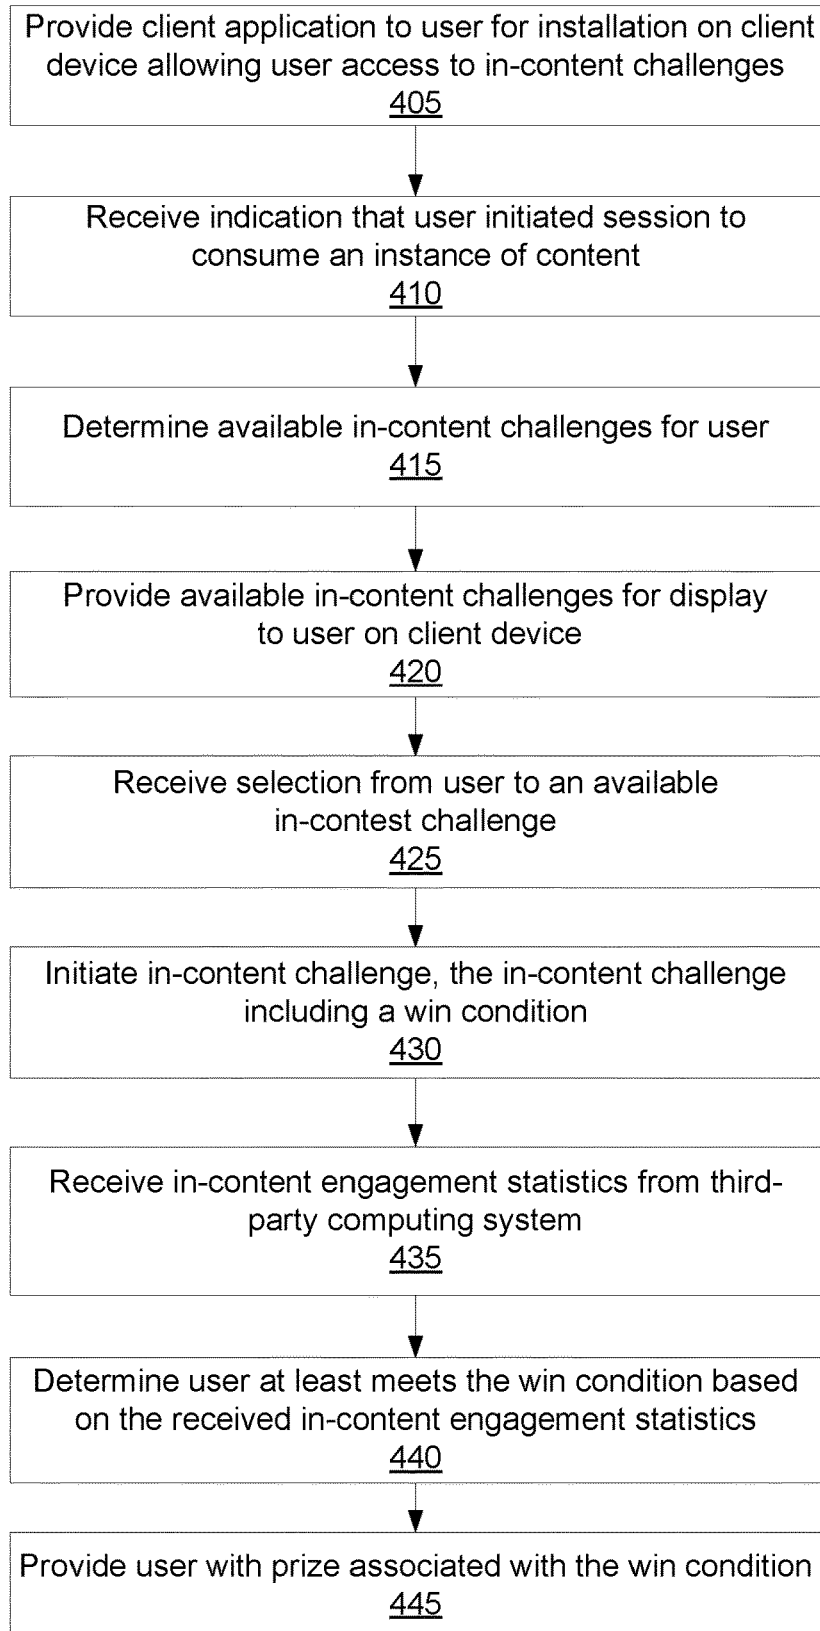 Provide client application to user for installation on client
device allowing user access to in-content challenges
405
Receive indication that user initiated session to
consume an instance of content
410
Determine available in-content challenges for user
415
Provide available in-content challenges for display
to user on client device
420
Receive selection from user to an available
in-contest challenge
425
Initiate in-content challenge, the in-content challenge
including a win condition
430
Receive in-content engagement statistics from third-
party computing system
435
Determine user at least meets the win condition based
on the received in-content engagement statistics
440
Provide user with prize associated with the win condition
445